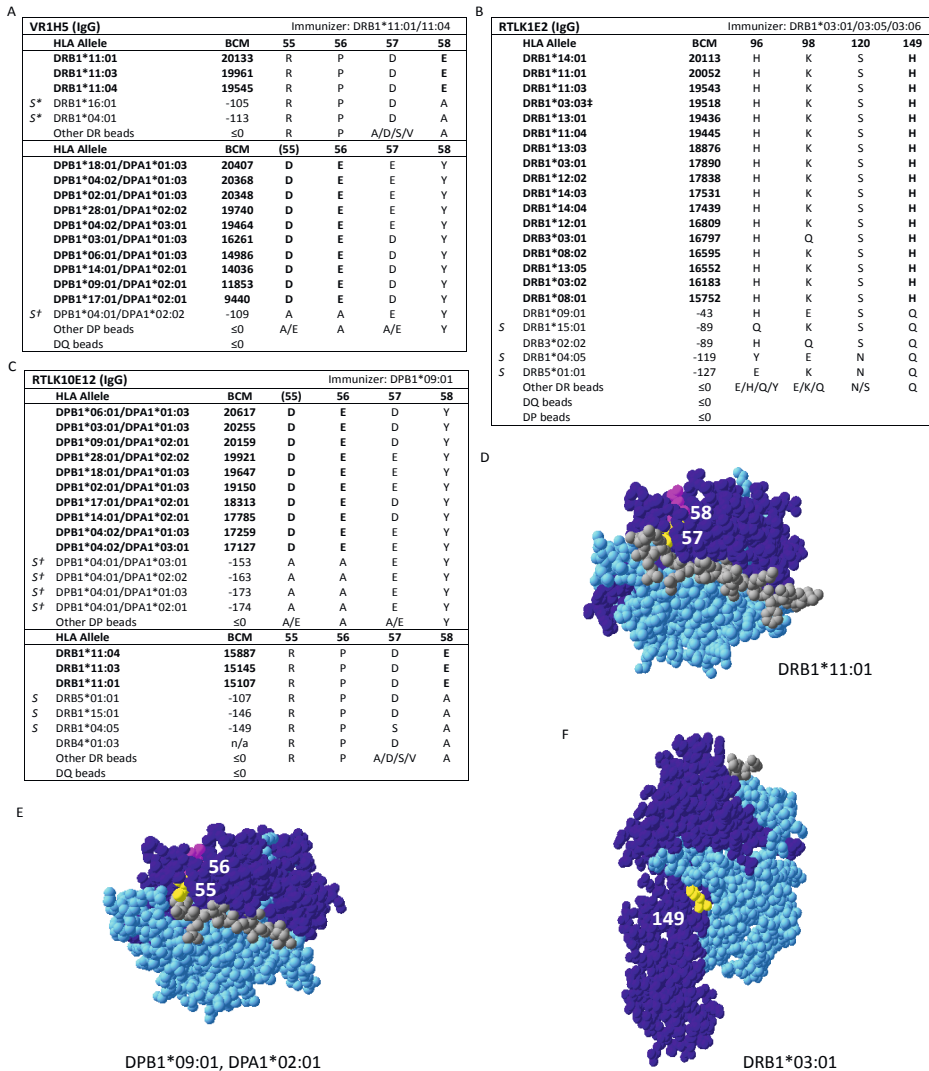 A
VR1H5 (IgG) Immunizer: DRB1*11:01/11:04
HLA Allele BCM 55 56 57 58
DRB1*11:01 20133 R P D E
DRB1*11:03 19961 R P D E
DRB1*11:04 19545 R P D E
S* DRB1*16:01 -105 R P D A
S* DRB1*04:01 -113 R P D A
Other DR beads ≤0 R P A/D/S/V A
HLA Allele BCM (55) 56 57 58
DPB1*18:01/DPA1*01:03 20407 D E E Y
DPB1*04:02/DPA1*01:03 20368 D E E Y
DPB1*02:01/DPA1*01:03 20348 D E E Y
DPB1*28:01/DPA1*02:02 19740 D E E Y
DPB1*04:02/DPA1*03:01 19464 D E E Y
DPB1*03:01/DPA1*01:03 16261 D E D Y
DPB1*06:01/DPA1*01:03 14986 D E D Y
DPB1*14:01/DPA1*02:01 14036 D E D Y
DPB1*09:01/DPA1*02:01 11853 D E D Y
DPB1*17:01/DPA1*02:01 9440 D E D Y
S† DPB1*04:01/DPA1*02:02 -109 A A E Y
Other DP beads ≤0 A/E A A/E Y
DQ beads ≤0
B
RTLK1E2 (IgG) Immunizer: DRB1*03:01/03:05/03:06
HLA Allele BCM 96 98 120 149
DRB1*14:01 20113 H K S H
DRB1*11:01 20052 H K S H
DRB1*11:03 19543 H K S H
DRB1*03:03‡ 19518 H K S H
DRB1*13:01 19436 H K S H
DRB1*11:04 19445 H K S H
DRB1*13:03 18876 H K S H
DRB1*03:01 17890 H K S H
DRB1*12:02 17838 H K S H
DRB1*14:03 17531 H K S H
DRB1*14:04 17439 H K S H
DRB1*12:01 16809 H K S H
DRB3*03:01 16797 H Q S H
DRB1*08:02 16595 H K S H
DRB1*13:05 16552 H K S H
DRB1*03:02 16183 H K S H
DRB1*08:01 15752 H K S H
DRB1*09:01 -43 H E S Q
S DRB1*15:01 -89 Q K S Q
DRB3*02:02 -89 H Q S Q
S DRB1*04:05 -119 Y E N Q
S DRB5*01:01 -127 E K N Q
Other DR beads ≤0 E/H/Q/Y E/K/Q N/S Q
DQ beads ≤0
DP beads ≤0
C
RTLK10E12 (IgG) Immunizer: DPB1*09:01
HLA Allele BCM (55) 56 57 58
DPB1*06:01/DPA1*01:03 20617 D E D Y
DPB1*03:01/DPA1*01:03 20255 D E D Y
DPB1*09:01/DPA1*02:01 20159 D E D Y
DPB1*28:01/DPA1*02:02 19921 D E E Y
DPB1*18:01/DPA1*01:03 19647 D E E Y
DPB1*02:01/DPA1*01:03 19150 D E E Y
DPB1*17:01/DPA1*02:01 18313 D E D Y
DPB1*14:01/DPA1*02:01 17785 D E D Y
DPB1*04:02/DPA1*01:03 17259 D E E Y
DPB1*04:02/DPA1*03:01 17127 D E E Y
S† DPB1*04:01/DPA1*03:01 -153 A A E Y
S† DPB1*04:01/DPA1*02:02 -163 A A E Y
S† DPB1*04:01/DPA1*01:03 -173 A A E Y
S† DPB1*04:01/DPA1*02:01 -174 A A E Y
Other DP beads ≤0 A/E A A/E Y
HLA Allele BCM 55 56 57 58
DRB1*11:04 15887 R P D E
DRB1*11:03 15145 R P D E
DRB1*11:01 15107 R P D E
S DRB5*01:01 -107 R P D A
S DRB1*15:01 -146 R P D A
S DRB1*04:05 -149 R P S A
DRB4*01:03 n/a R P D A
Other DR beads ≤0 R P A/D/S/V A
DQ beads ≤0
D
58
57
DRB1*11:01
E
56
55
DPB1*09:01, DPA1*02:01
F
149
DRB1*03:01